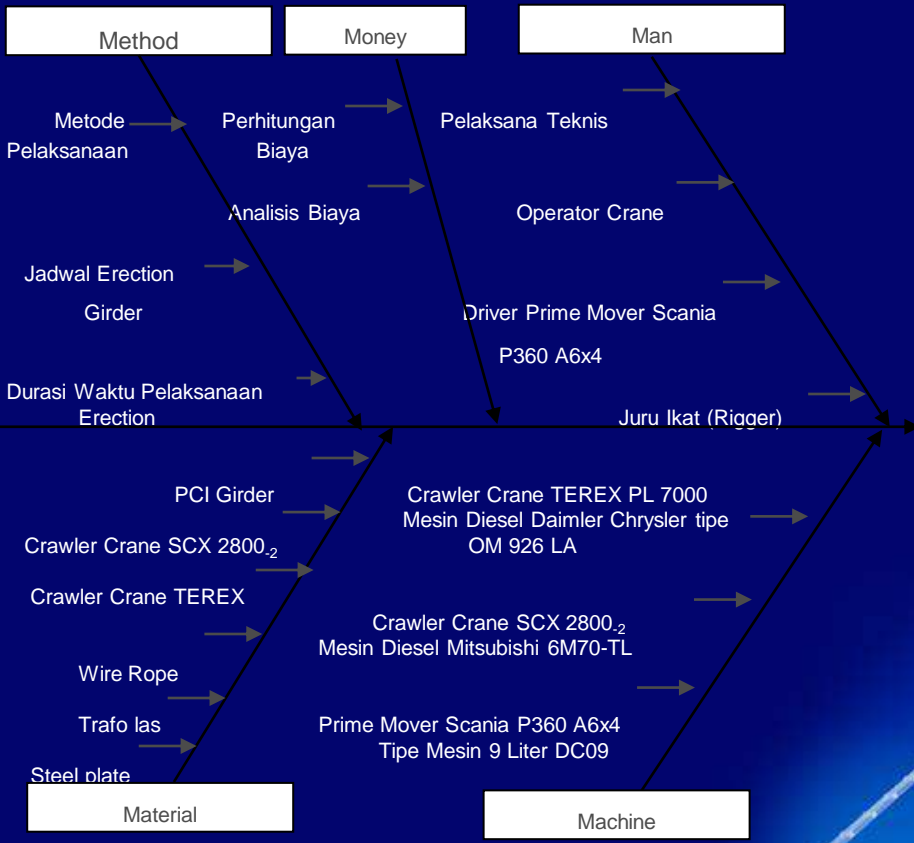 Method
Money
Man
Metode
Pelaksanaan
Perhitungan
Biaya
Pelaksana Teknis
Analisis Biaya
Operator Crane
Jadwal Erection
Girder
Driver Prime Mover Scania
P360 A6x4
Durasi Waktu Pelaksanaan
Erection
Juru Ikat (Rigger)
PCI Girder
Crawler Crane SCX 2800-2
Crawler Crane TEREX
Wire Rope
Trafo las
Steel plate
Crawler Crane TEREX PL 7000
Mesin Diesel Daimler Chrysler tipe
OM 926 LA
Crawler Crane SCX 2800-2
Mesin Diesel Mitsubishi 6M70-TL
Prime Mover Scania P360 A6x4
Tipe Mesin 9 Liter DC09
Material
Machine